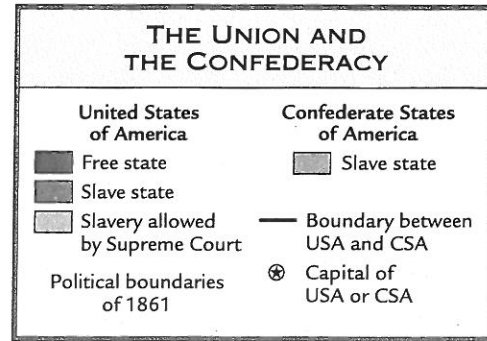 THE UNION AND
THE CONFEDERACY
United States
of America
Free state
Slave state
Slavery allowed
by Supreme Court
Political boundaries
of 1861
Confederate States
of America
Slave state
Boundary between
USA and CSA
Capital of
USA or CSA